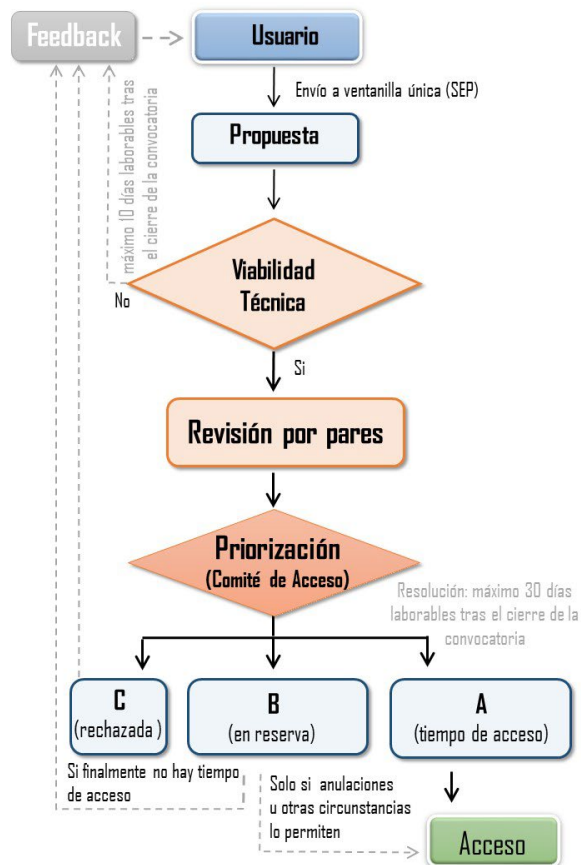 Feedback
Usuario
Envío a ventanilla única (SEP)
Propuesta
máximo 10 días laborables tras
el cierre de la convocatoria
Viabilidad
Técnica
No
Si
Revisión por pares
Priorización
(Comité de Acceso)
Resolución: máximo 30 días
laborables tras el cierre de la
convocatoria
C
(rechazada )
B
(en reserva)
A
(tiempo de acceso)
Si finalmente no hay tiempo
de acceso
Solo si anulaciones
u otras circunstancias
lo permiten
Acceso